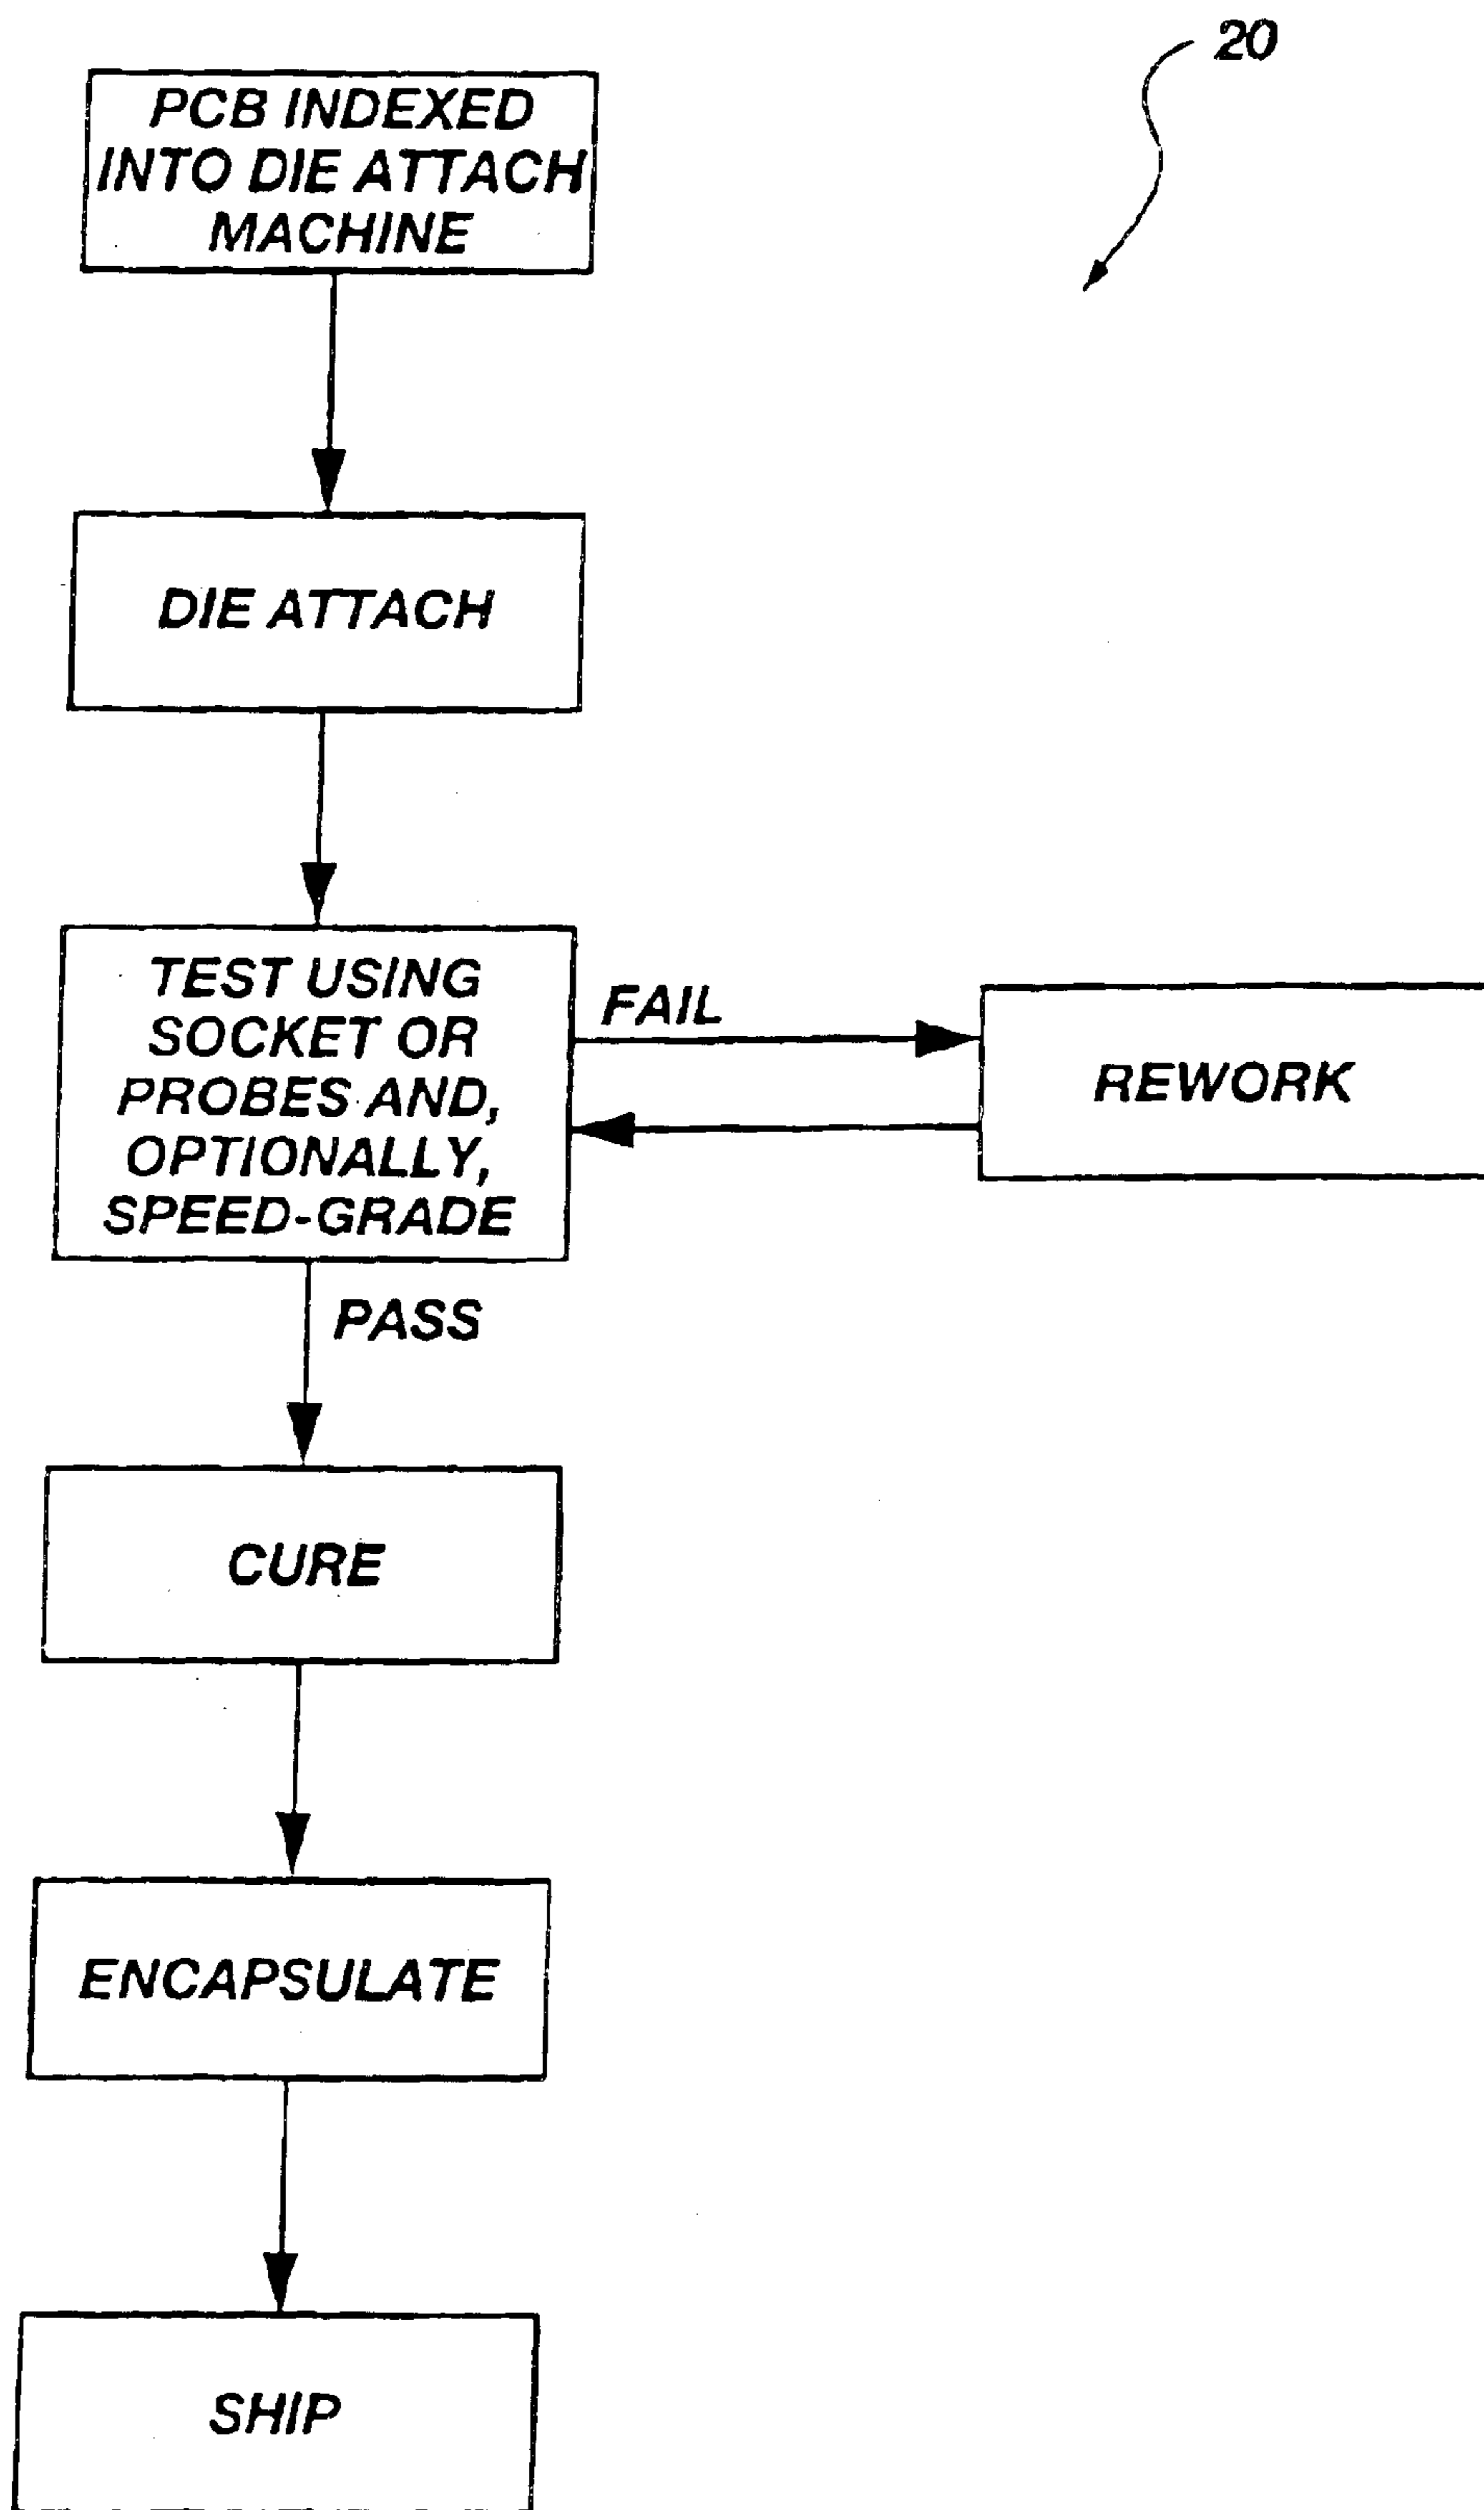 20
PCB INDEXED
INTO DIE ATTACH
MACHINE
DIE ATTACH
TEST USING
SOCKET OR
PROBES AND,
OPTIONALLY,
SPEED-GRADE
FAIL
REWORK
PASS
CURE
ENCAPSULATE
SHIP